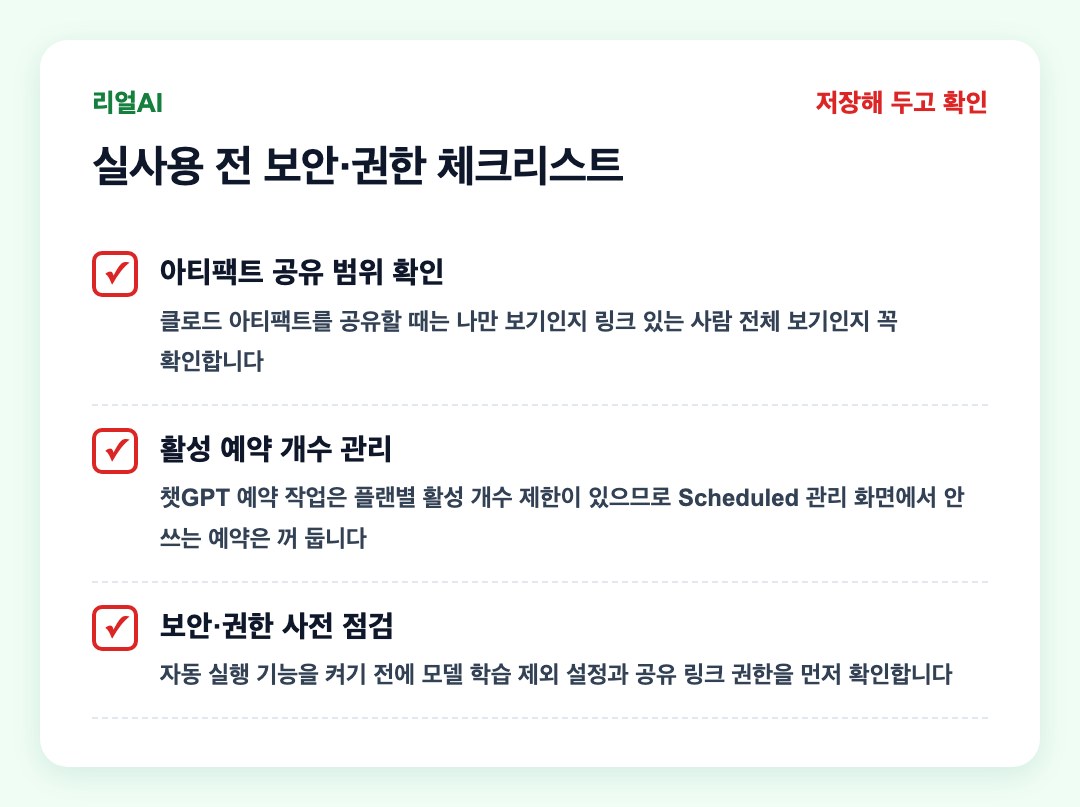 리얼AI
저장해 두고 확인
실사용 전 보안·권한 체크리스트
아티팩트 공유 범위 확인
클로드 아티팩트를 공유할 때는 나만 보기인지 링크 있는 사람 전체 보기인지 꼭
확인합니다
활성 예약 개수 관리
챗GPT 예약 작업은 플랜별 활성 개수 제한이 있으므로 Scheduled 관리 화면에서 안
쓰는 예약은 꺼 둡니다
보안·권한 사전 점검
자동 실행 기능을 켜기 전에 모델 학습 제외 설정과 공유 링크 권한을 먼저 확인합니다